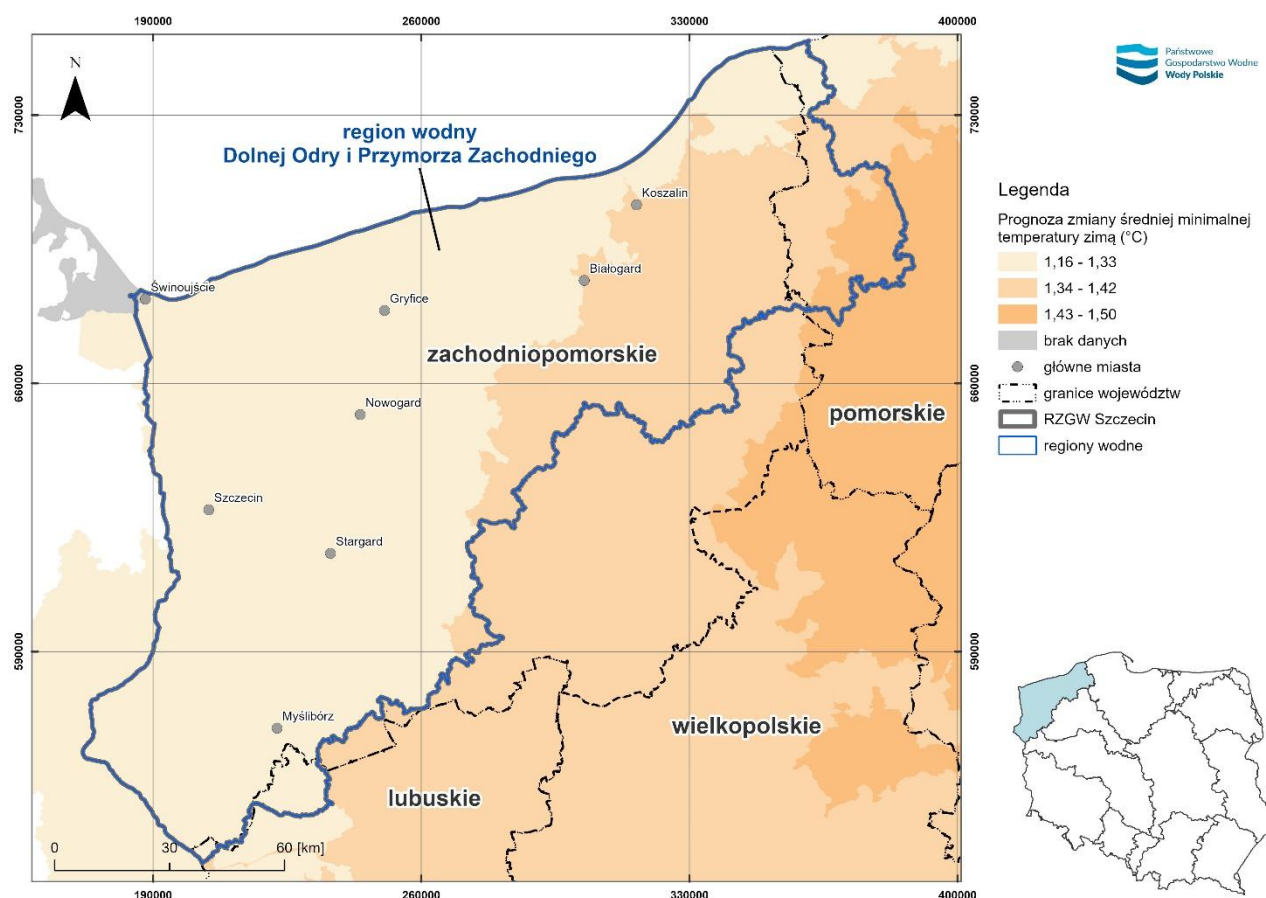 190000
260000
330000
400000
N
730000
730000
region wodny
Dolnej Odry i Przymorza Zachodniego
Koszalin
Białogard
Świnoujście
Gryfice
zachodniopomorskie
660000
660000
Nowogard
pomorskie
Szczecin
Stargard
590000
590000
Myślibórz
wielkopolskie
lubuskie
0
30
60 [km]
190000
260000
330000
400000
Państwowe
Gospodarstwo Wodne
Wody Polskie
Legenda
Prognoza zmiany średniej minimalnej
temperatury zimą (°C)
1,16 - 1,33
1,34 - 1,42
1,43 - 1,50
brak danych
główne miasta
granice województw
RZGW Szczecin
regiony wodne